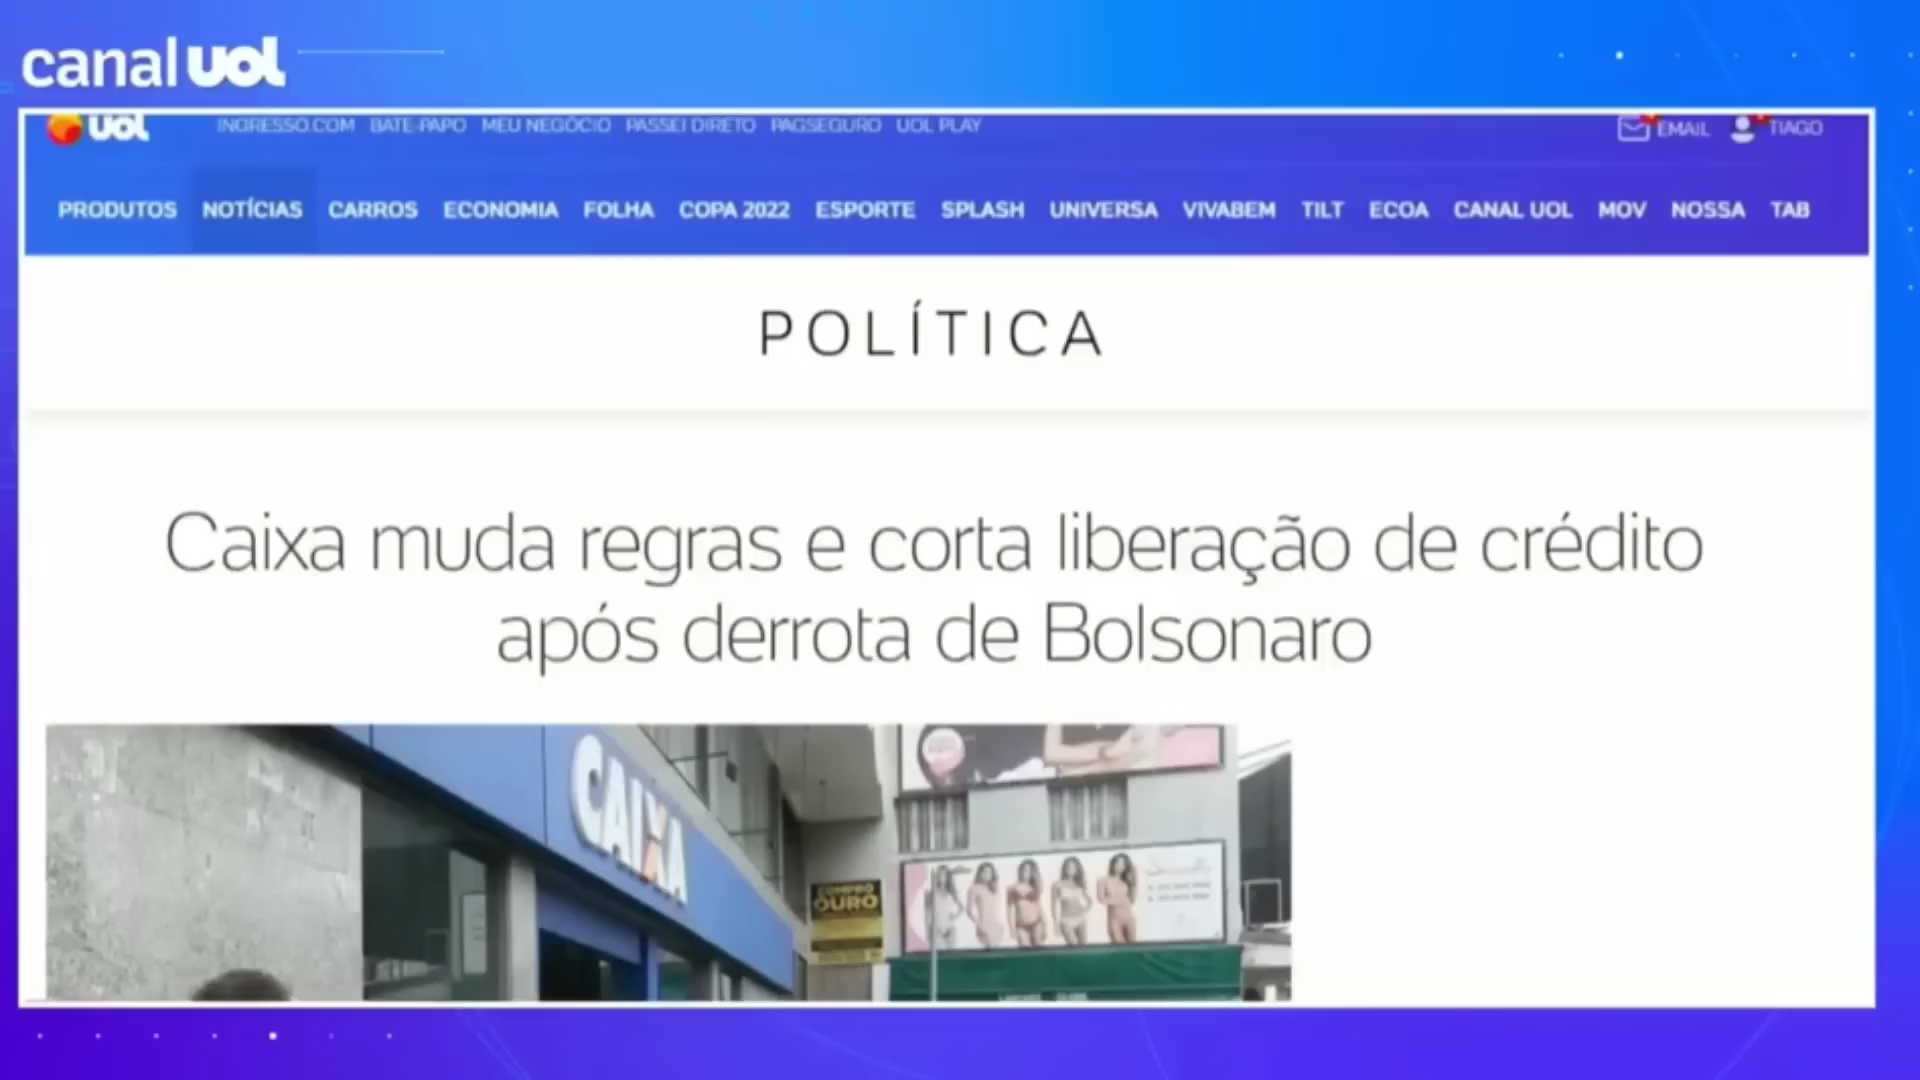 canal uol
uol INGRESSO.COM BATE-PAPO MEU NEGÓCIO PASSEI DIRETO PAGSEGURO UOL PLAY EMAIL TIAGO
PRODUTOS NOTÍCIAS CARROS ECONOMIA FOLHA COPA 2022 ESPORTE SPLASH UNIVERSA VIVABEM TILT ECOA CANAL UOL MOV NOSSA TAB
POLÍTICA
Caixa muda regras e corta liberação de crédito
após derrota de Bolsonaro
CAIXA
COMPRO
OURO